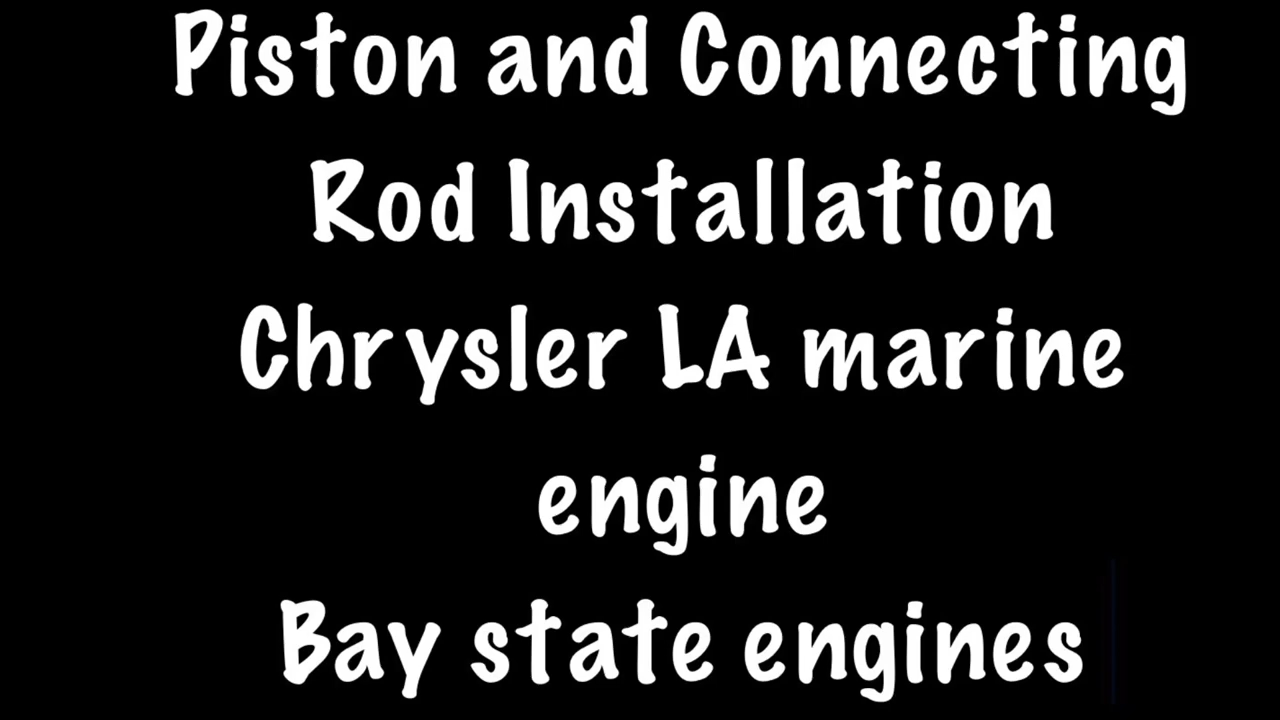 Piston and Connecting
Rod Installation
Chrysler LA marine
engine
Bay state engines